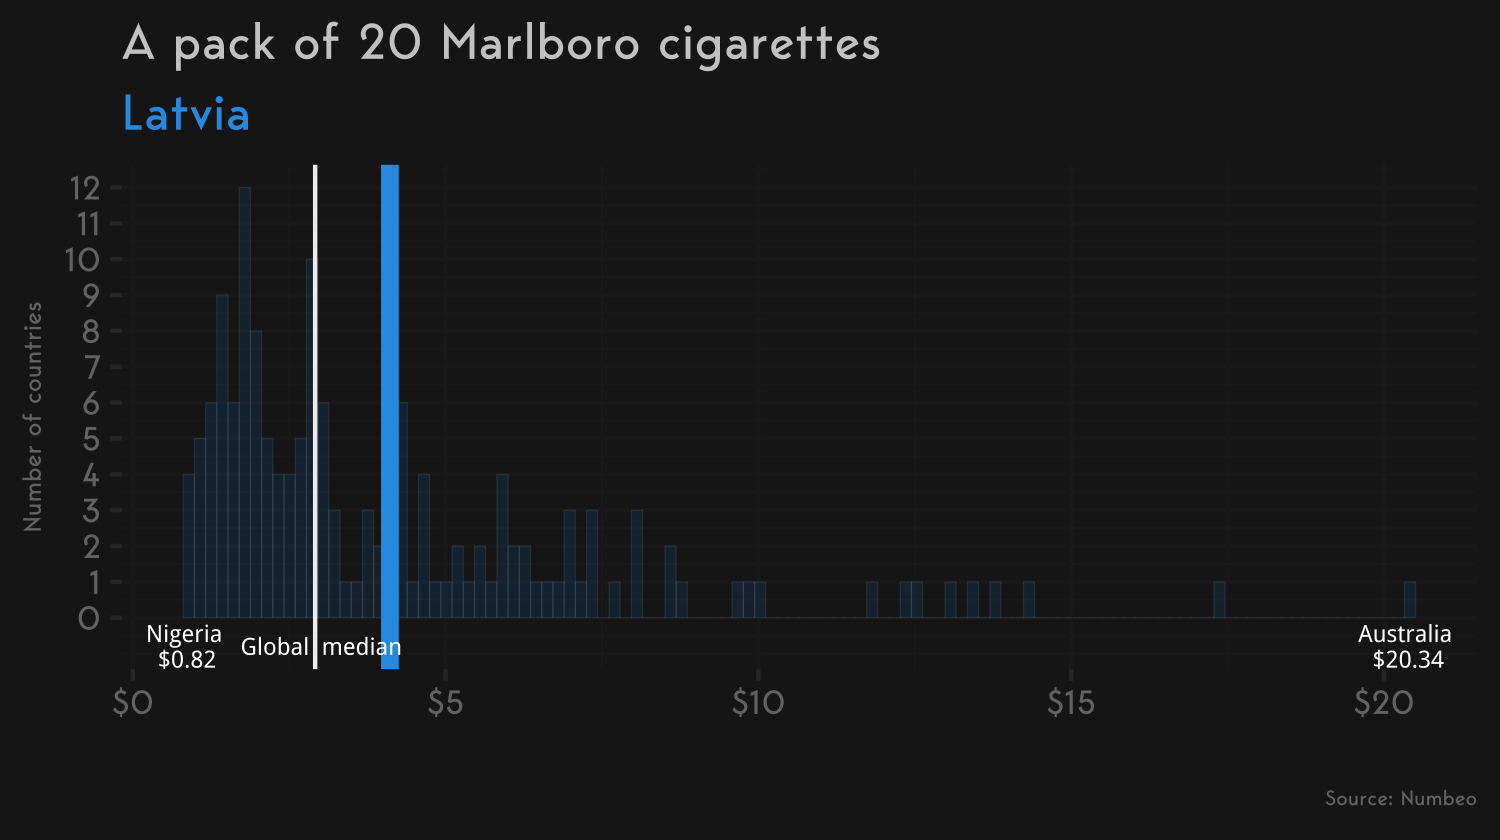 A pack of 20 Marlboro cigarettes
Latvia
Number of countries
12
11
10
9
8
7
6
5
4
3
2
1
0
Nigeria
$0.82
Global median
Australia
$20.34
$0 $5 $10 $15 $20
Source: Numbeo